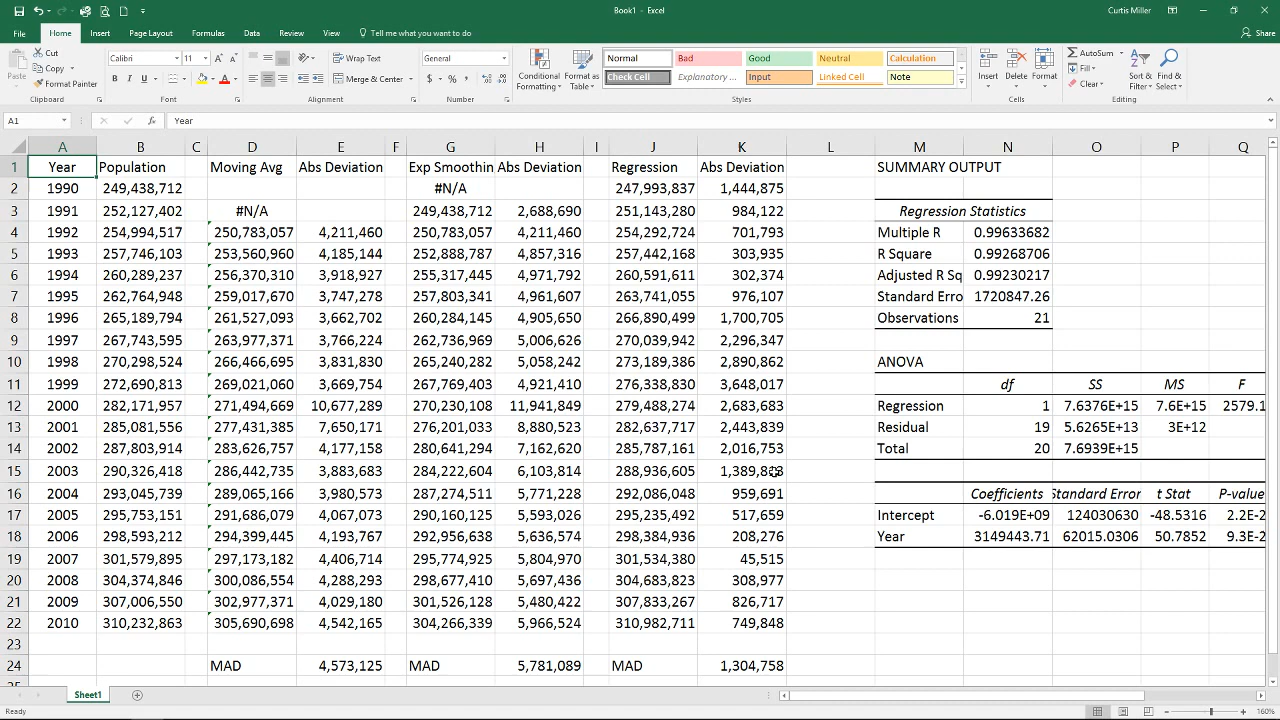 Book1 - Excel
Curtis Miller
File Home Insert Page Layout Formulas Data Review View Tell me what you want to do Share
Paste Cut Copy Format Painter Calibri 11 Wrap Text Merge & Center General Conditional Formatting Format as Table Normal Bad Good Neutral Calculation Check Cell Explanatory ... Input Linked Cell Note Insert Delete Format AutoSum Fill Clear Sort & Filter Find & Select
Clipboard Font Alignment Number Styles Cells Editing
A1 fx Year
A B C D E F G H I J K L M N O P Q
1 Year Population Moving Avg Abs Deviation Exp Smoothin Abs Deviation Regression Abs Deviation SUMMARY OUTPUT
2 1990 249,438,712 #N/A 247,993,837 1,444,875
3 1991 252,127,402 #N/A 249,438,712 2,688,690 251,143,280 984,122 Regression Statistics
4 1992 254,994,517 250,783,057 4,211,460 250,783,057 4,211,460 254,292,724 701,793 Multiple R 0.99633682
5 1993 257,746,103 253,560,960 4,185,144 252,888,787 4,857,316 257,442,168 303,935 R Square 0.99268706
6 1994 260,289,237 256,370,310 3,918,927 255,317,445 4,971,792 260,591,611 302,374 Adjusted R Sq 0.99230217
7 1995 262,764,948 259,017,670 3,747,278 257,803,341 4,961,607 263,741,055 976,107 Standard Erro 1720847.26
8 1996 265,189,794 261,527,093 3,662,702 260,284,145 4,905,650 266,890,499 1,700,705 Observations 21
9 1997 267,743,595 263,977,371 3,766,224 262,736,969 5,006,626 270,039,942 2,296,347
10 1998 270,298,524 266,466,695 3,831,830 265,240,282 5,058,242 273,189,386 2,890,862 ANOVA
11 1999 272,690,813 269,021,060 3,669,754 267,769,403 4,921,410 276,338,830 3,648,017 df SS MS F
12 2000 282,171,957 271,494,669 10,677,289 270,230,108 11,941,849 279,488,274 2,683,683 Regression 1 7.6376E+15 7.6E+15 2579.1
13 2001 285,081,556 277,431,385 7,650,171 276,201,033 8,880,523 282,637,717 2,443,839 Residual 19 5.6265E+13 3E+12
14 2002 287,803,914 283,626,757 4,177,158 280,641,294 7,162,620 285,787,161 2,016,753 Total 20 7.6939E+15
15 2003 290,326,418 286,442,735 3,883,683 284,222,604 6,103,814 288,936,605 1,389,813
16 2004 293,045,739 289,065,166 3,980,573 287,274,511 5,771,228 292,086,048 959,691 Coefficients Standard Error t Stat P-value
17 2005 295,753,151 291,686,079 4,067,073 290,160,125 5,593,026 295,235,492 517,659 Intercept -6.019E+09 124030630 -48.5316 2.2E-2
18 2006 298,593,212 294,399,445 4,193,767 292,956,638 5,636,574 298,384,936 208,276 Year 3149443.71 62015.0306 50.7852 9.3E-2
19 2007 301,579,895 297,173,182 4,406,714 295,774,925 5,804,970 301,534,380 45,515
20 2008 304,374,846 300,086,554 4,288,293 298,677,410 5,697,436 304,683,823 308,977
21 2009 307,006,550 302,977,371 4,029,180 301,526,128 5,480,422 307,833,267 826,717
22 2010 310,232,863 305,690,698 4,542,165 304,266,339 5,966,524 310,982,711 749,848
23
24 MAD 4,573,125 MAD 5,781,089 MAD 1,304,758
Sheet1
Ready 160%